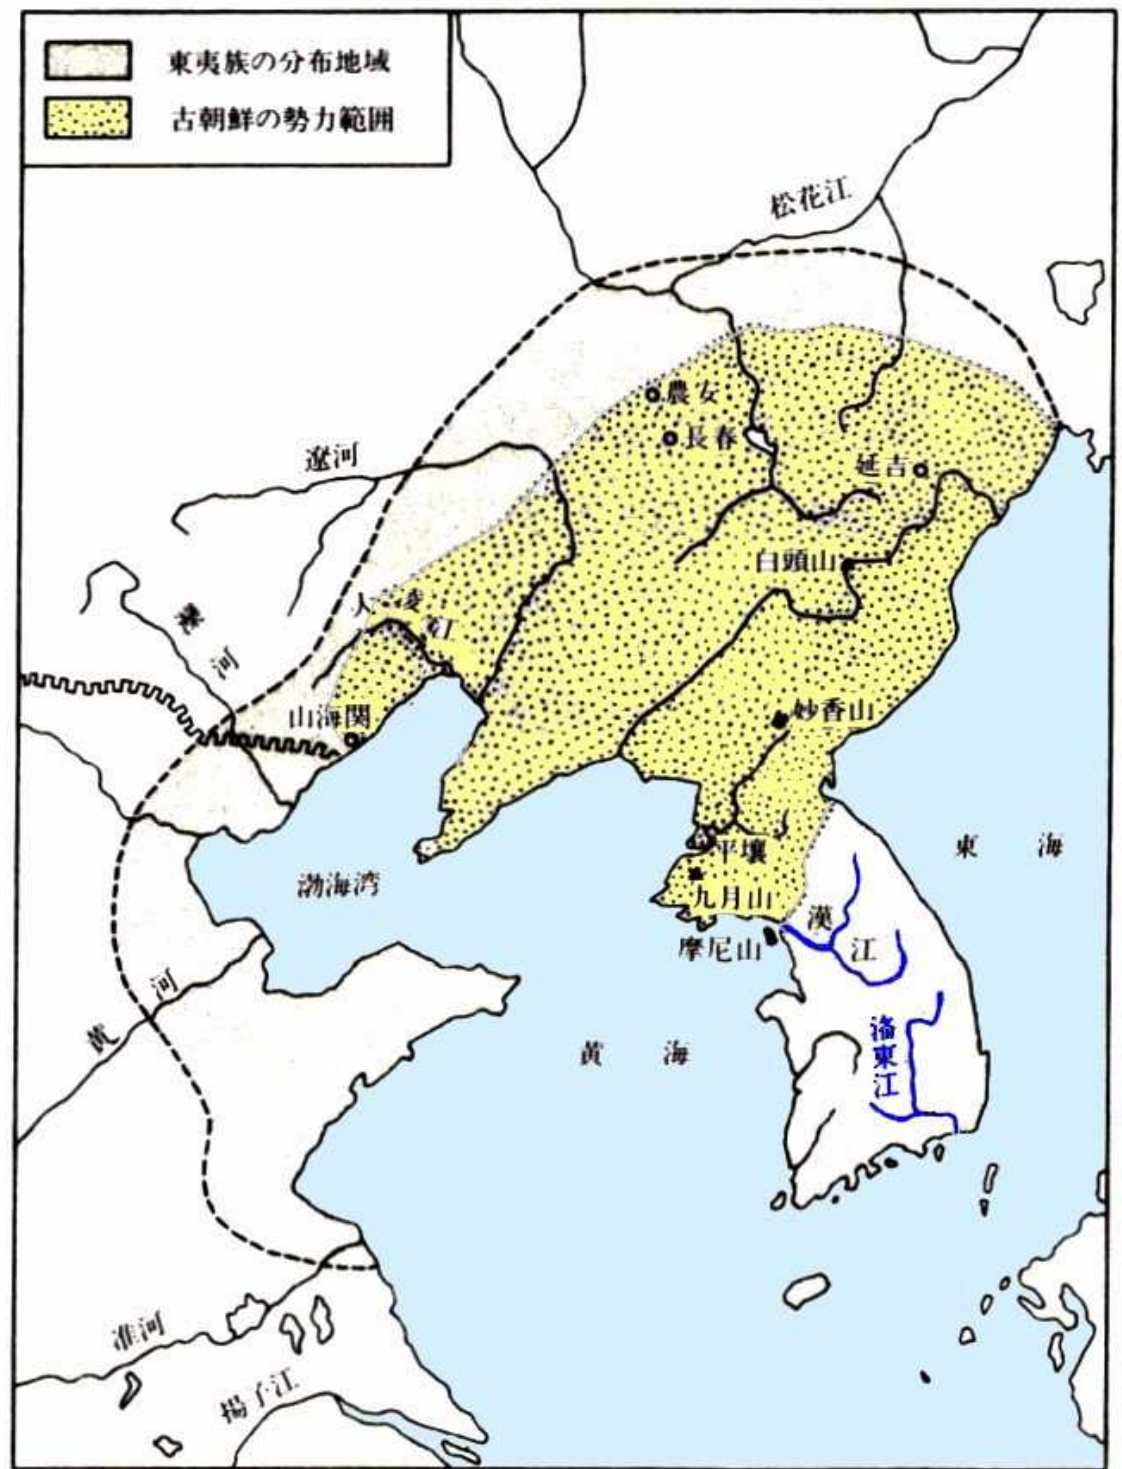 東夷族の分布地域
古朝鮮の勢力範囲
松花江
農安
長春
遼河
延吉
白頭山
大凌江
灤河
山海関
妙香山
平壌
東海
渤海湾
九月山
漢江
摩尼山
黄河
黄海
洛東江
淮河
揚子江